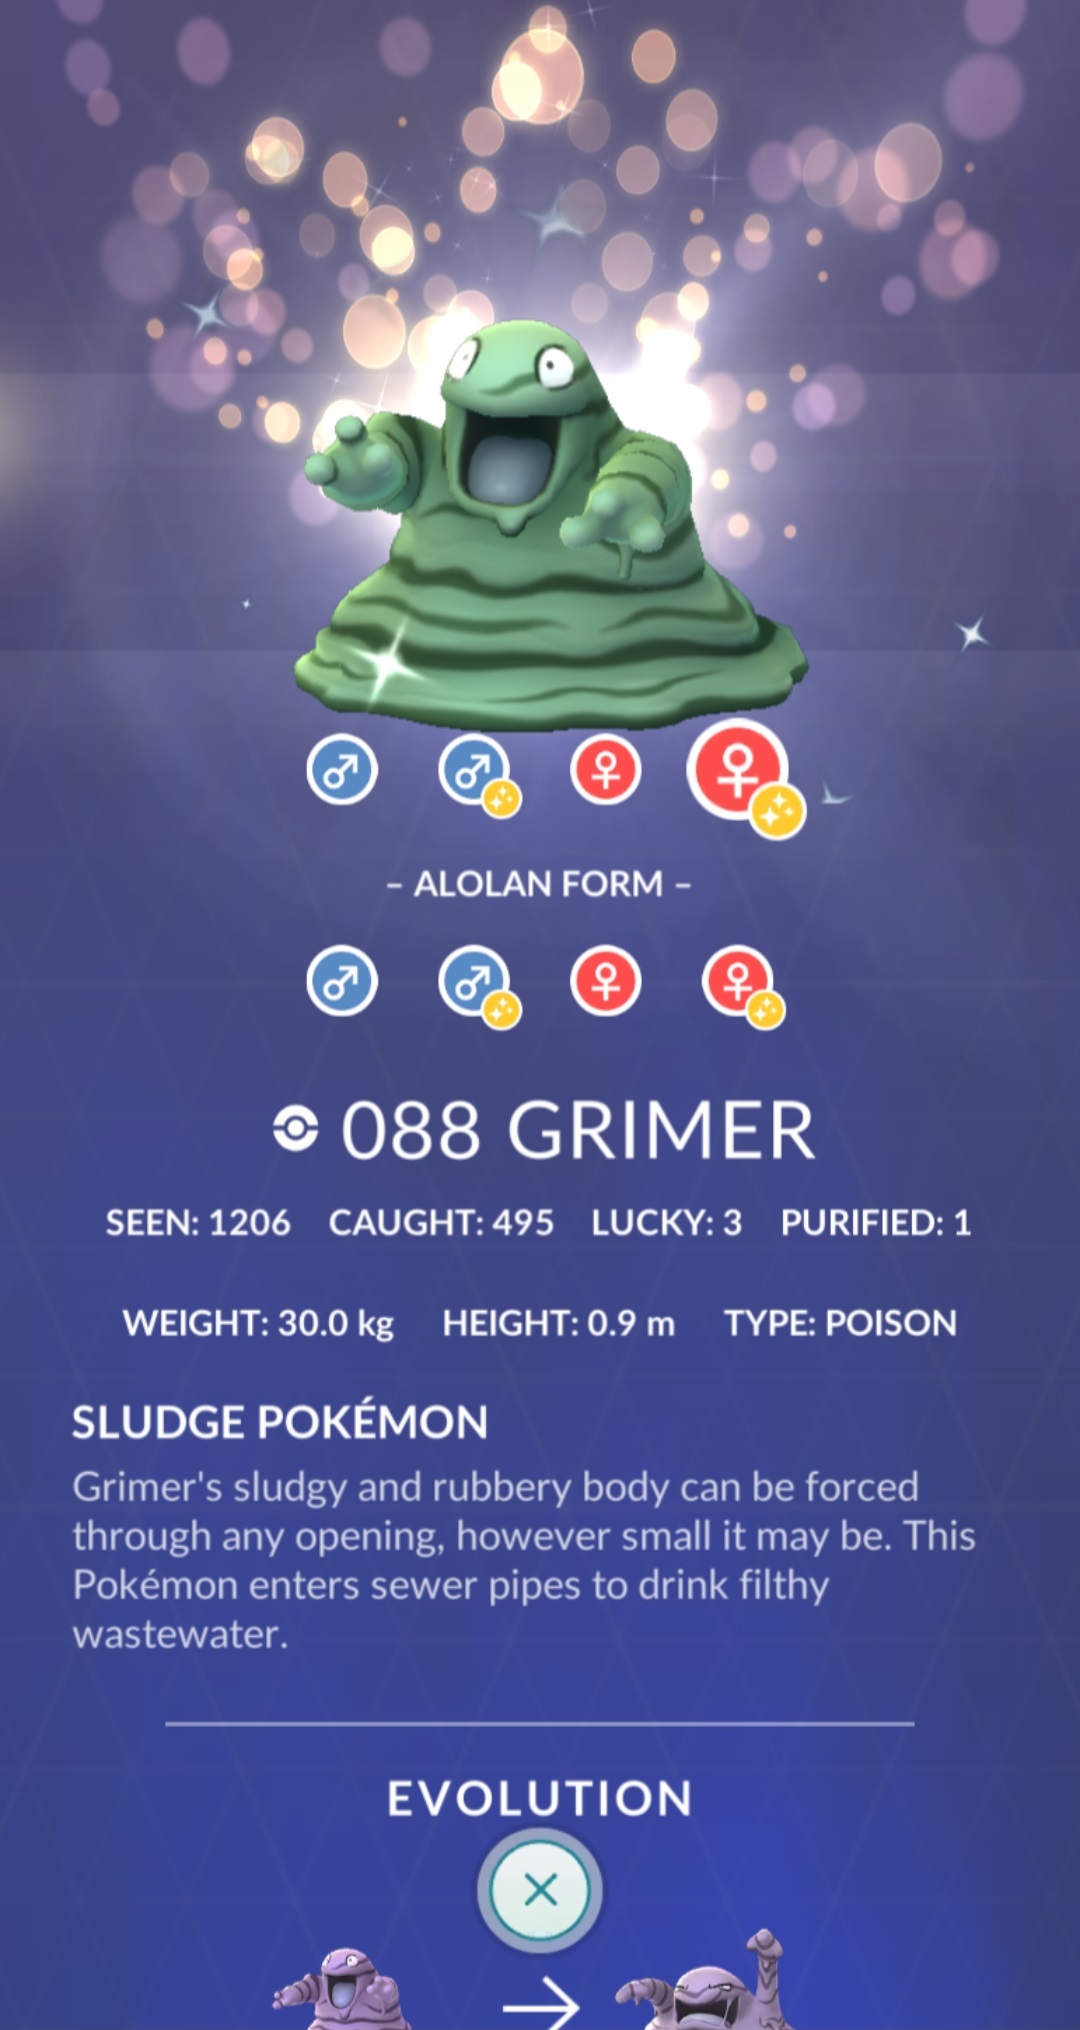 – ALOLAN FORM –
088 GRIMER
SEEN: 1206 CAUGHT: 495 LUCKY: 3 PURIFIED: 1
WEIGHT: 30.0 kg HEIGHT: 0.9 m TYPE: POISON
SLUDGE POKÉMON
Grimer's sludgy and rubbery body can be forced
through any opening, however small it may be. This
Pokémon enters sewer pipes to drink filthy
wastewater.
EVOLUTION